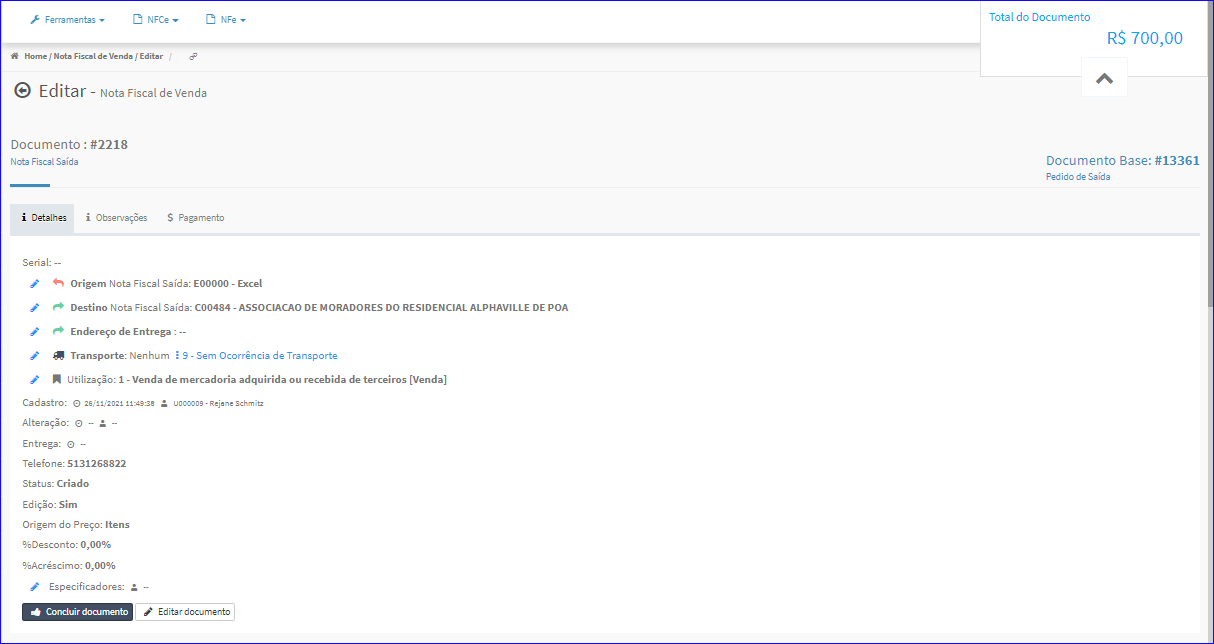 Ferramentas NFCe NFe
Total do Documento
R$ 700,00
Home / Nota Fiscal de Venda / Editar /
Editar - Nota Fiscal de Venda
Documento : #2218
Nota Fiscal Saída
Documento Base: #13361
Pedido de Saída
Detalhes Observações $ Pagamento
Serial: --
Origem Nota Fiscal Saída: E00000 - Excel
Destino Nota Fiscal Saída: C00484 - ASSOCIACAO DE MORADORES DO RESIDENCIAL ALPHAVILLE DE POA
Endereço de Entrega : --
Transporte: Nenhum 9 - Sem Ocorrência de Transporte
Utilização: 1 - Venda de mercadoria adquirida ou recebida de terceiros [Venda]
Cadastro: 26/11/2021 11:49:38 U000009 - Rejane Schmitz
Alteração: -- --
Entrega: --
Telefone: 5131268822
Status: Criado
Edição: Sim
Origem do Preço: Itens
%Desconto: 0,00%
%Acréscimo: 0,00%
Especificadores: --
Concluir documento Editar documento